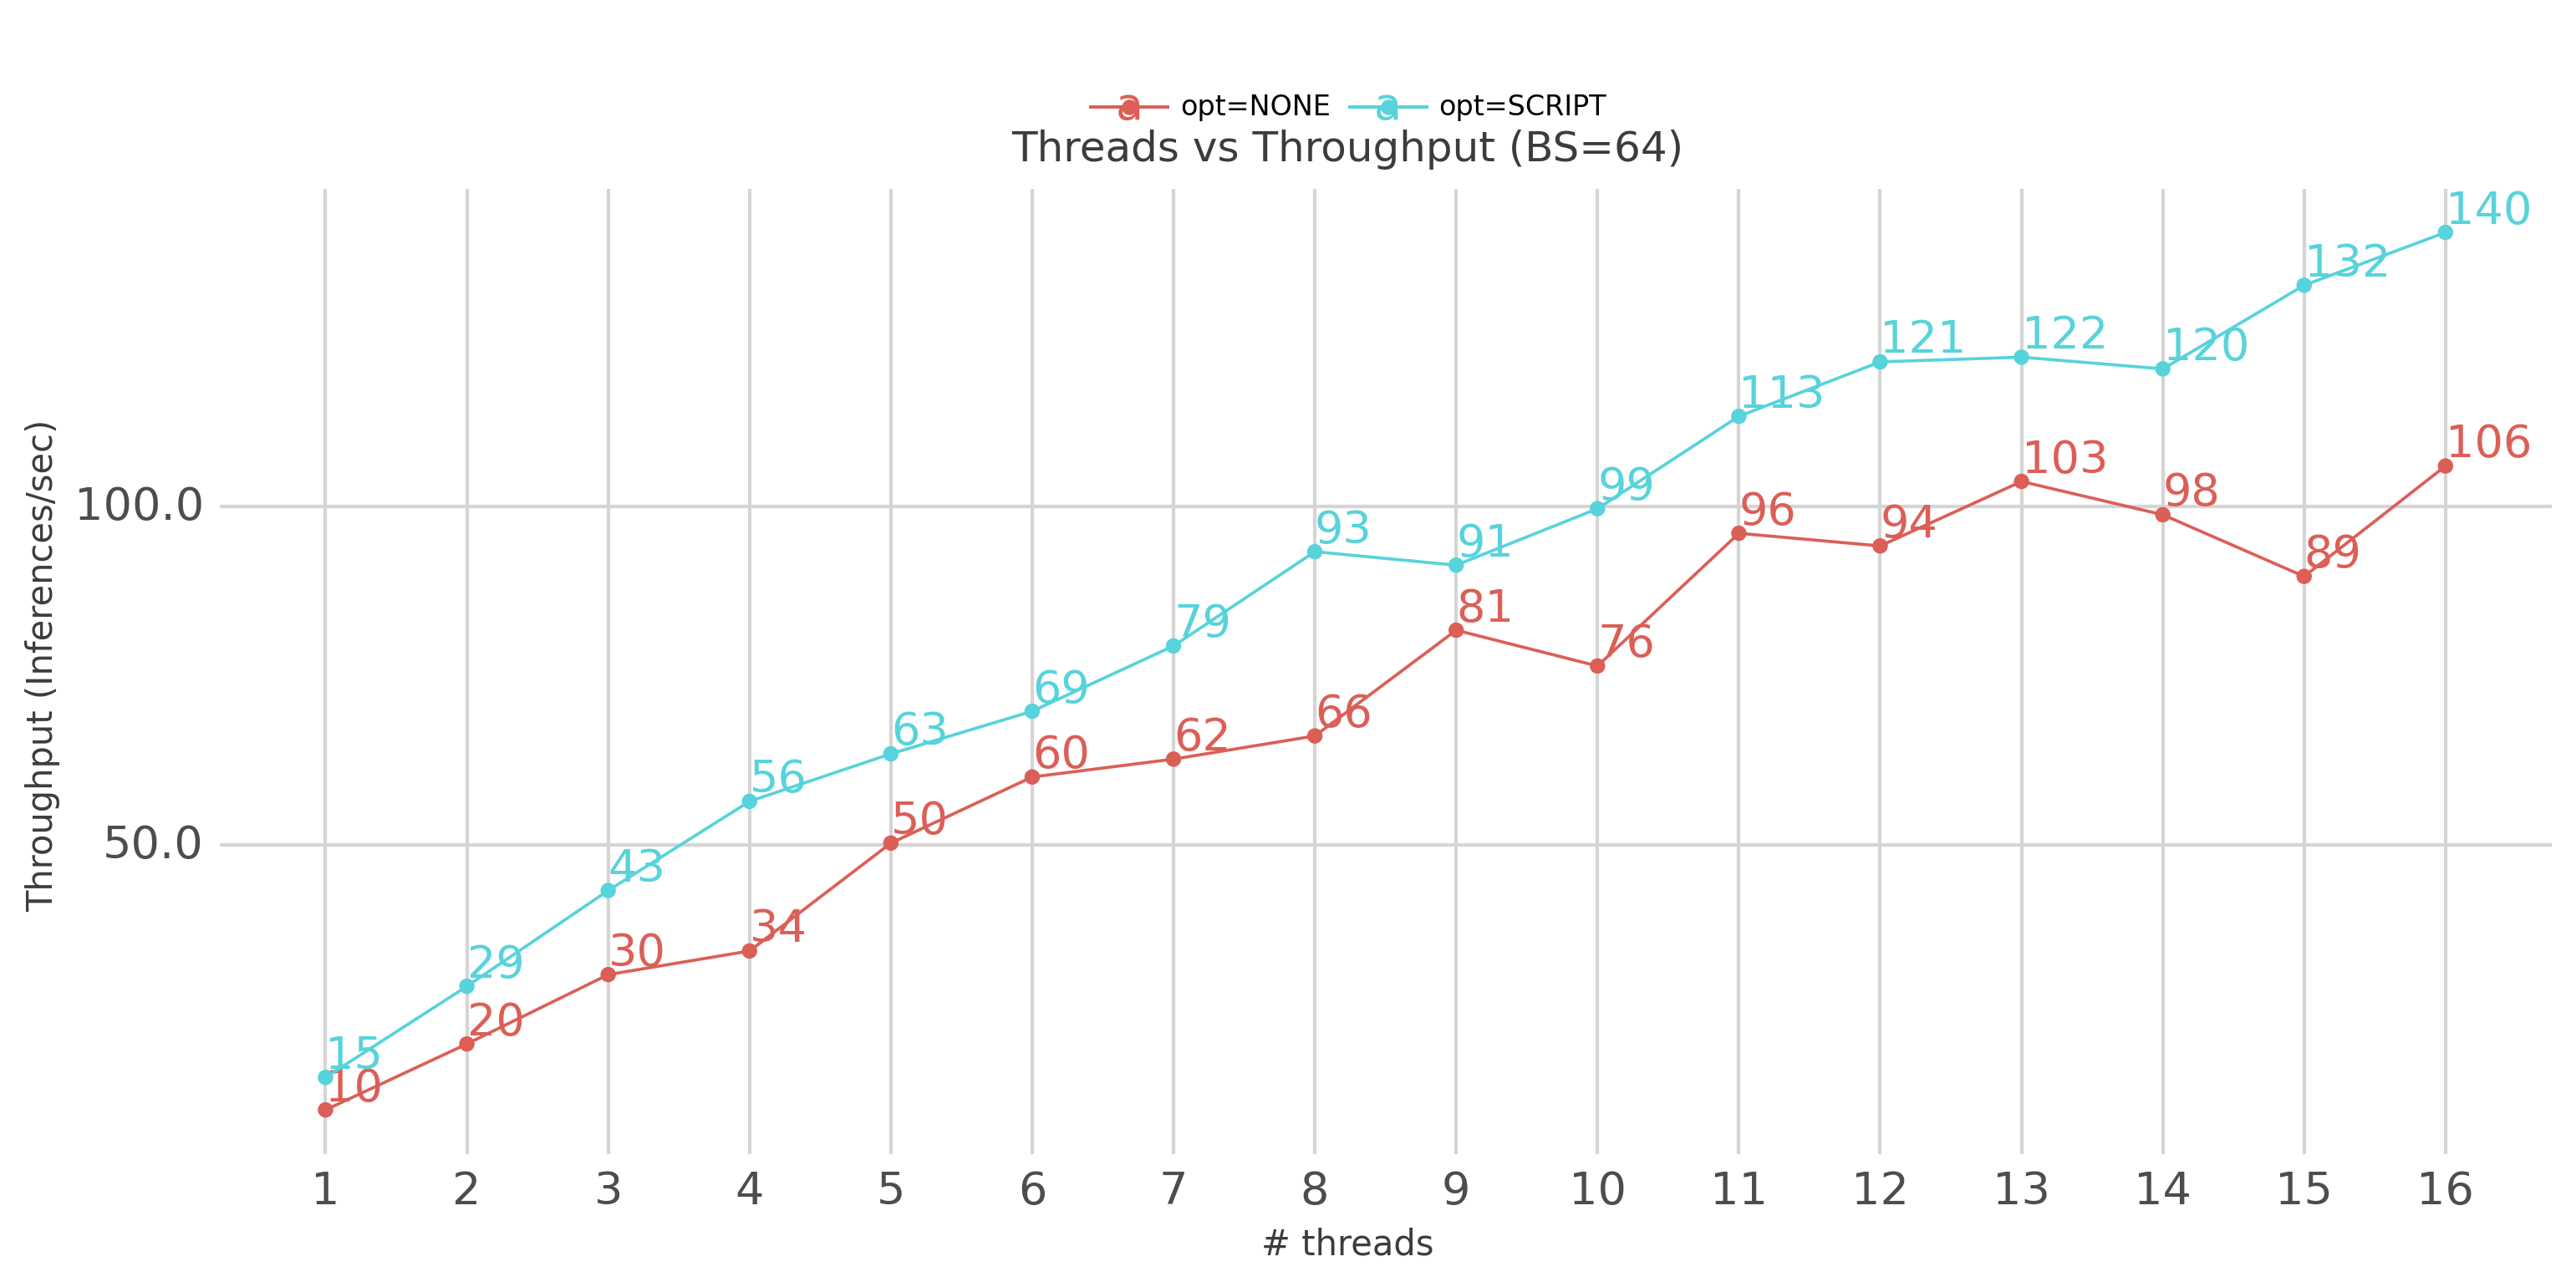 a opt=NONE a opt=SCRIPT
Threads vs Throughput (BS=64)
Throughput (Inferences/sec)
100.0
50.0
15 29 43 56 63 69 79 93 91 99 113 121 122 120 132 140
10 20 30 34 50 60 62 66 81 76 96 94 103 98 89 106
1 2 3 4 5 6 7 8 9 10 11 12 13 14 15 16
# threads